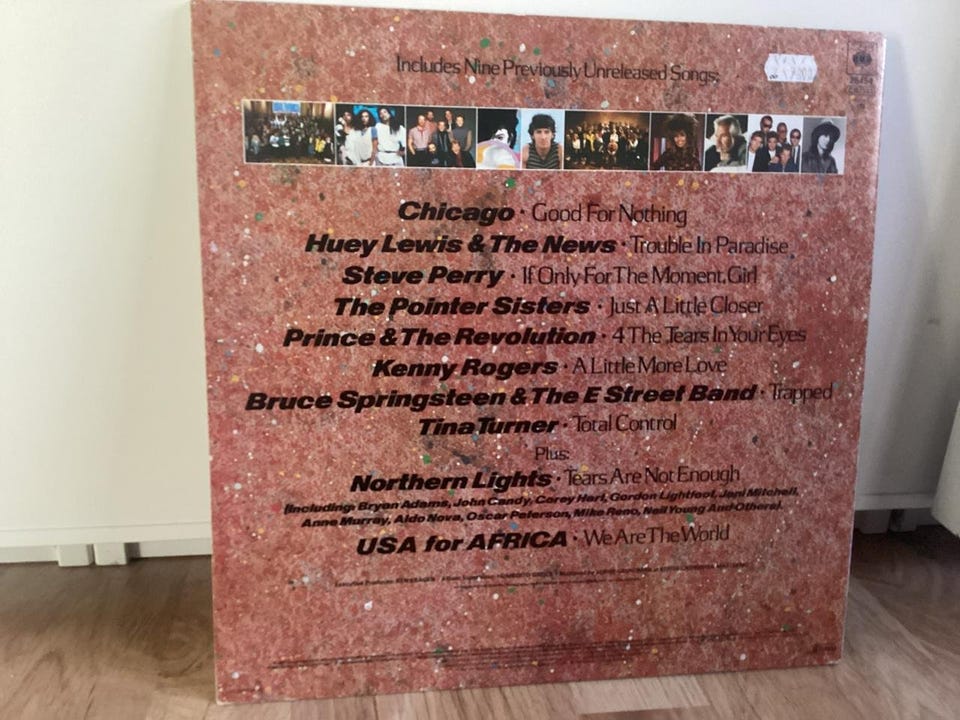 Includes Nine Previously Unreleased Songs:
Chicago · Good For Nothing
Huey Lewis & The News · Trouble In Paradise
Steve Perry · If Only For The Moment, Girl
The Pointer Sisters · Just A Little Closer
Prince & The Revolution · 4 The Tears In Your Eyes
Kenny Rogers · A Little More Love
Bruce Springsteen & The E Street Band · Trapped
Tina Turner · Total Control
Plus:
Northern Lights · Tears Are Not Enough
(Including: Bryan Adams, John Candy, Corey Hart, Gordon Lightfoot, Joni Mitchell,
Anne Murray, Aldo Nova, Oscar Peterson, Mike Reno, Neil Young And Others).
USA for AFRICA · We Are The World